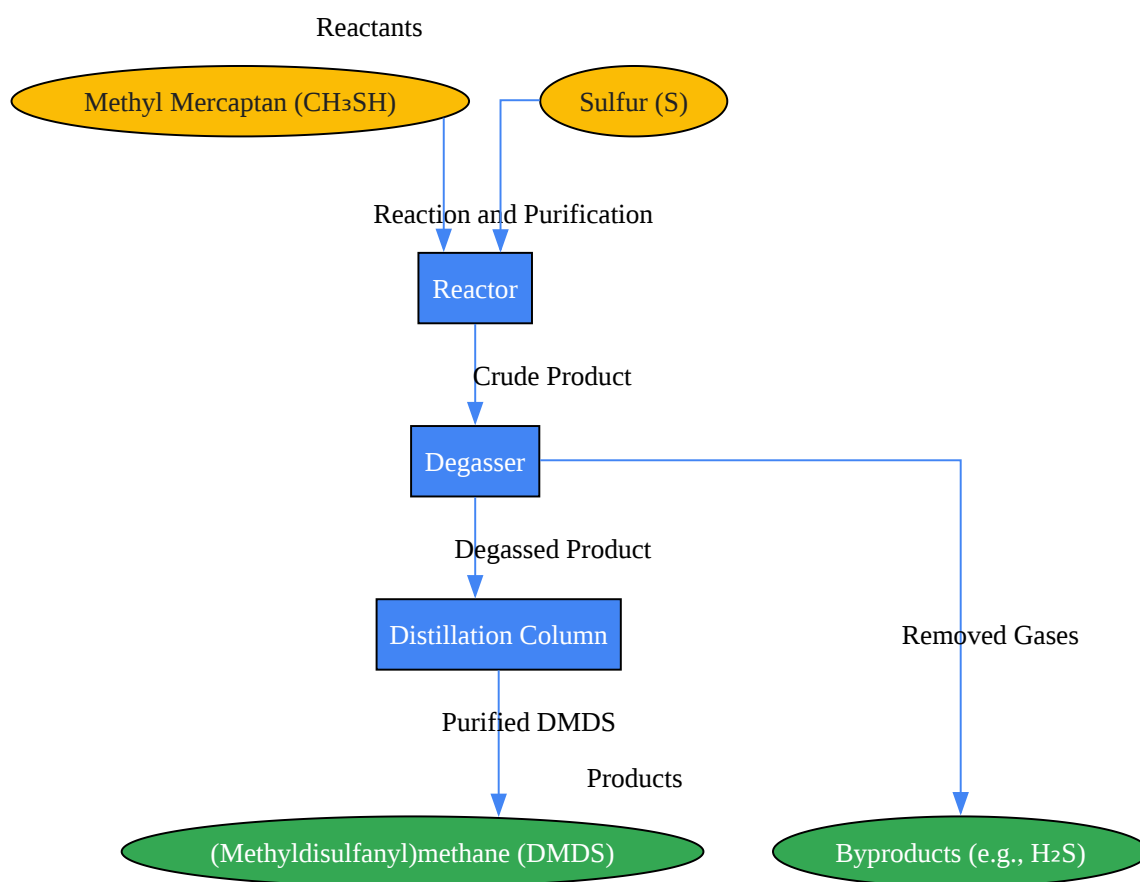 Reactants
Methyl Mercaptan (CH₃SH)
Sulfur (S)
Reaction and Purification
Reactor
Crude Product
Degasser
Degassed Product
Distillation Column
Removed Gases
Purified DMDS
Products
(Methyldisulfanyl)methane (DMDS)
Byproducts (e.g., H₂S)